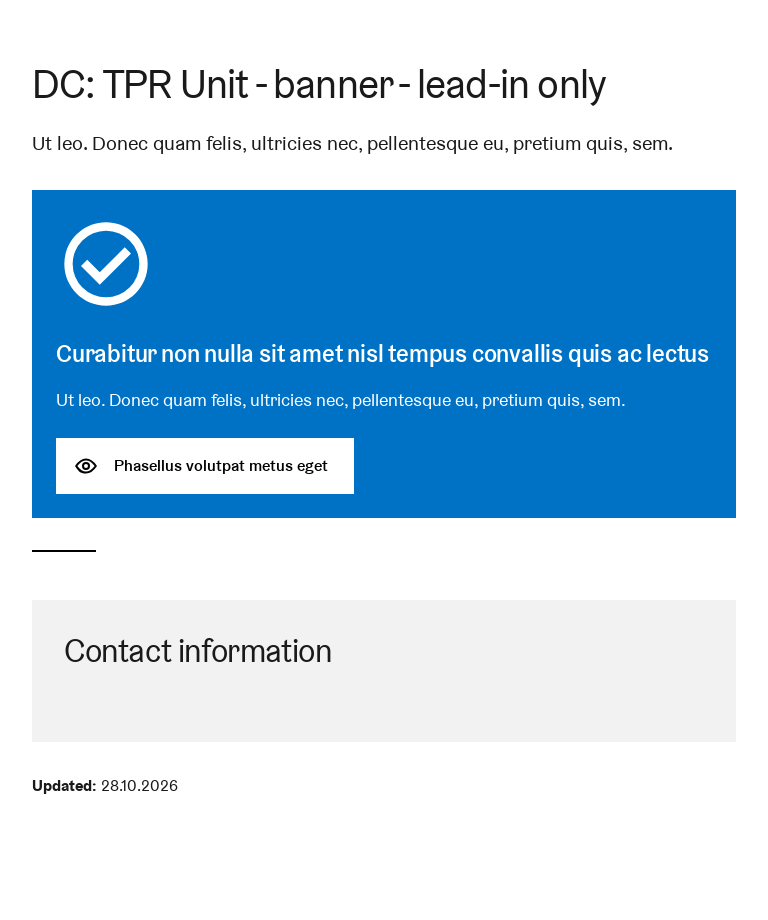 DC: TPR Unit - banner - lead-in only
Ut leo. Donec quam felis, ultricies nec, pellentesque eu, pretium quis, sem.
Curabitur non nulla sit amet nisl tempus convallis quis ac lectus
Ut leo. Donec quam felis, ultricies nec, pellentesque eu, pretium quis, sem.
Phasellus volutpat metus eget
Contact information
Updated: 28.10.2026